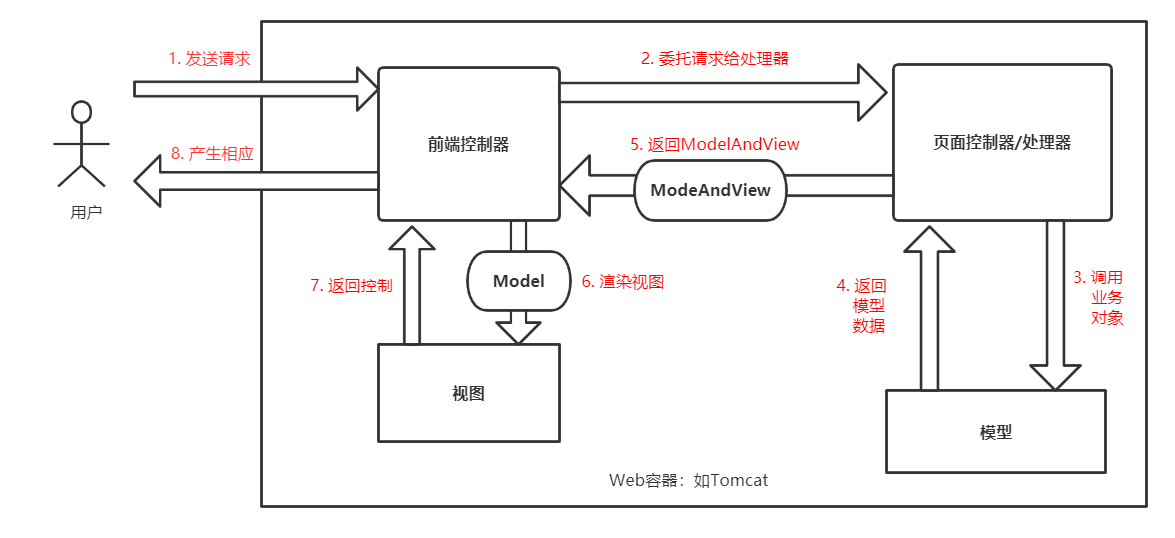 1. 发送请求
2. 委托请求给处理器
前端控制器
页面控制器/处理器
5. 返回ModelAndView
8. 产生相应
ModeAndView
用户
7. 返回控制
Model
6. 渲染视图
4. 返回
模型
数据
3. 调用
业务
对象
视图
模型
Web容器：如Tomcat